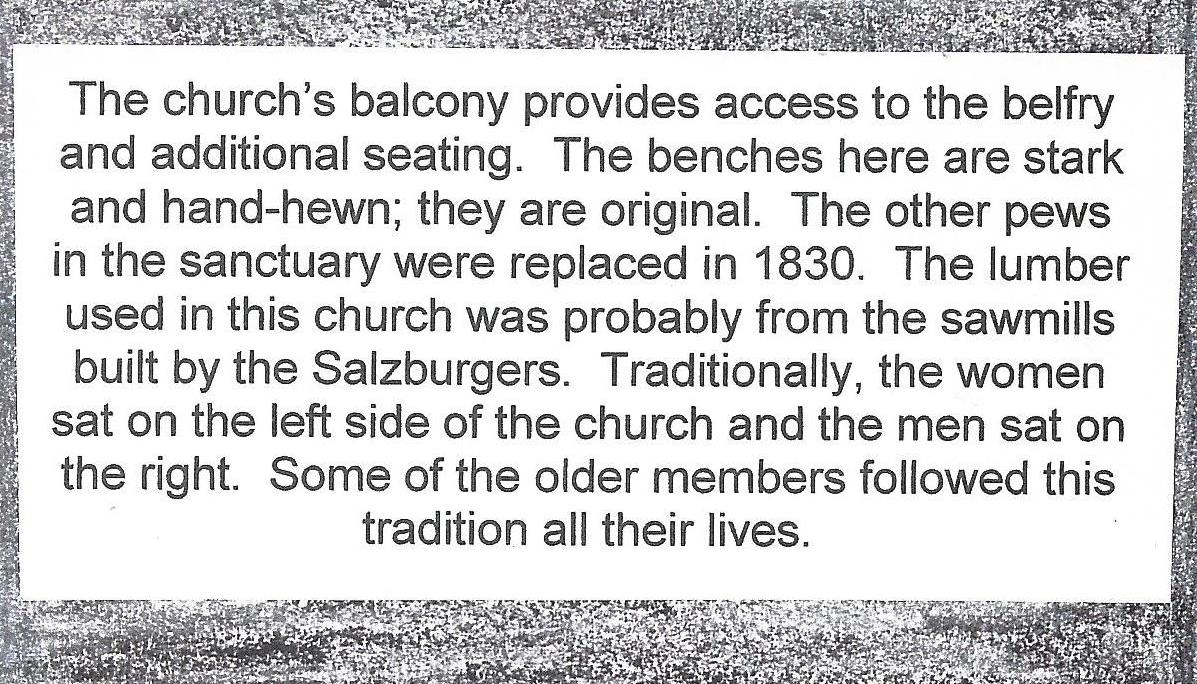 The church's balcony provides access to the belfry
and additional seating.  The benches here are stark
and hand-hewn; they are original.  The other pews
in the sanctuary were replaced in 1830.  The lumber
used in this church was probably from the sawmills
built by the Salzburgers.  Traditionally, the women
sat on the left side of the church and the men sat on
the right.  Some of the older members followed this
tradition all their lives.